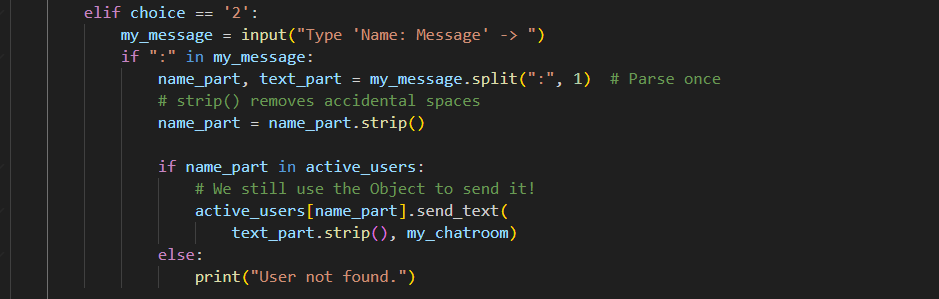 elif choice == '2':
    my_message = input("Type 'Name: Message' -> ")
    if ":" in my_message:
        name_part, text_part = my_message.split(":", 1)  # Parse once
        # strip() removes accidental spaces
        name_part = name_part.strip()

        if name_part in active_users:
            # We still use the Object to send it!
            active_users[name_part].send_text(
                text_part.strip(), my_chatroom)
        else:
            print("User not found.")